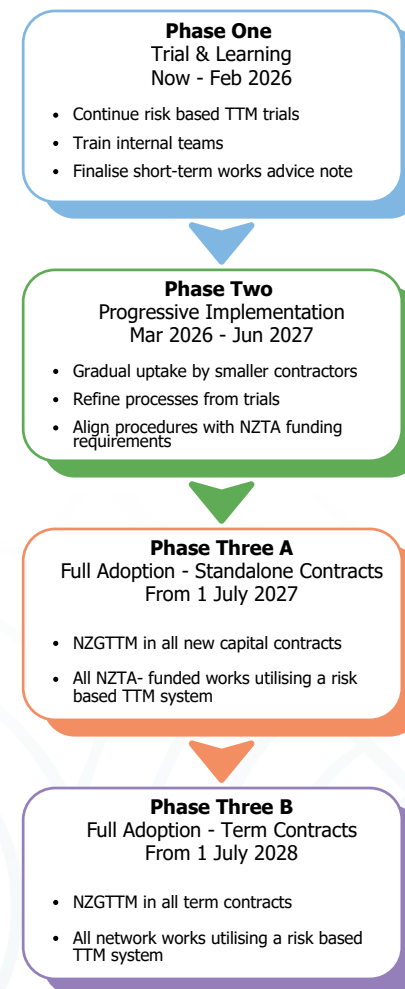 Phase One
Trial & Learning
Now - Feb 2026
• Continue risk based TTM trials
• Train internal teams
• Finalise short-term works advice note
Phase Two
Progressive Implementation
Mar 2026 - Jun 2027
• Gradual uptake by smaller contractors
• Refine processes from trials
• Align procedures with NZTA funding
requirements
Phase Three A
Full Adoption - Standalone Contracts
From 1 July 2027
• NZGTTM in all new capital contracts
• All NZTA- funded works utilising a risk
based TTM system
Phase Three B
Full Adoption - Term Contracts
From 1 July 2028
• NZGTTM in all term contracts
• All network works utilising a risk based
TTM system